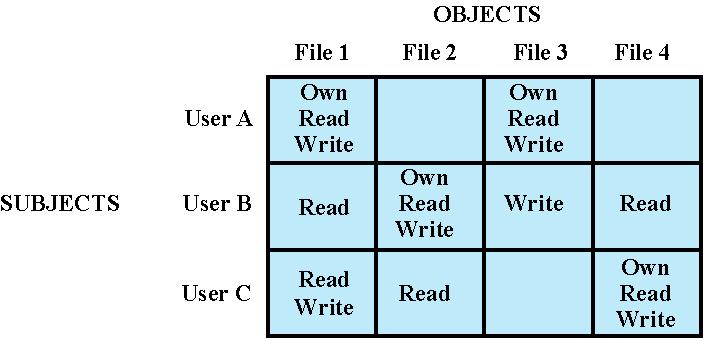 OBJECTS
File 1 File 2 File 3 File 4
User A
Own
Read
Write
Own
Read
Write
SUBJECTS
User B
Read
Own
Read
Write
Write
Read
User C
Read
Write
Read
Own
Read
Write